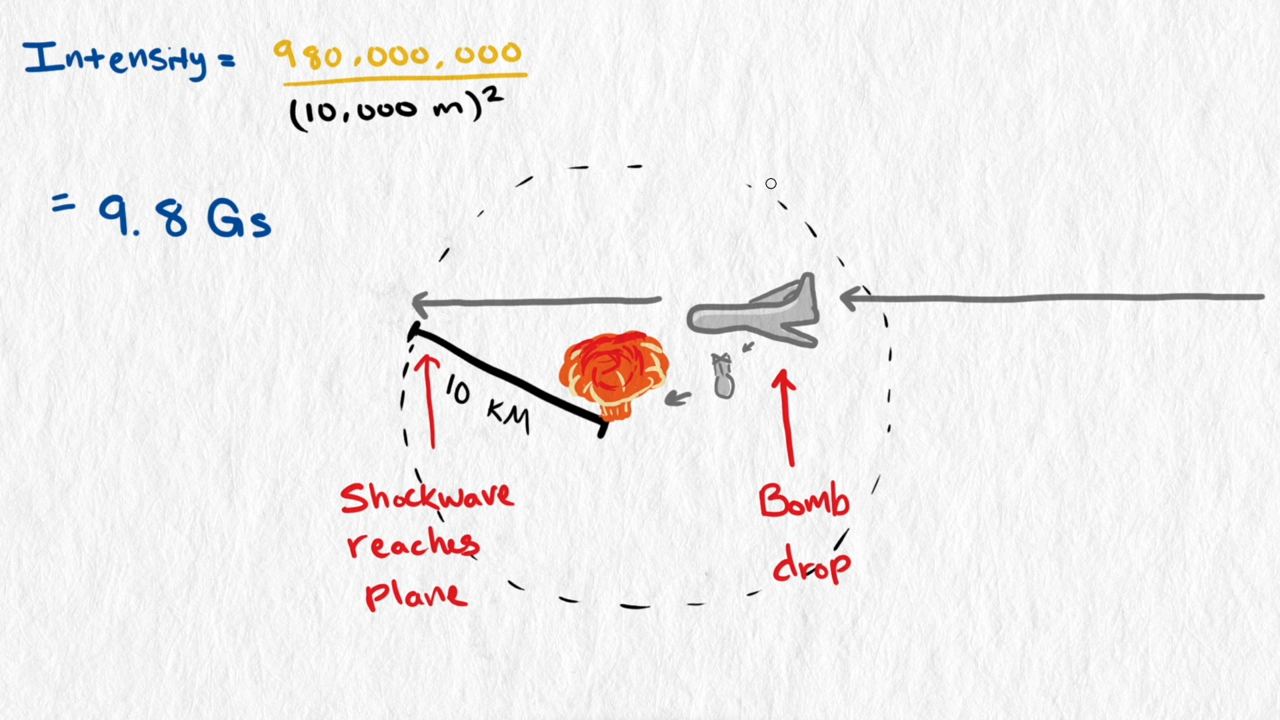 Intensity = 980,000,000
(10,000 m)²
= 9.8 Gs
10 KM
Shockwave
reaches
plane
Bomb
drop